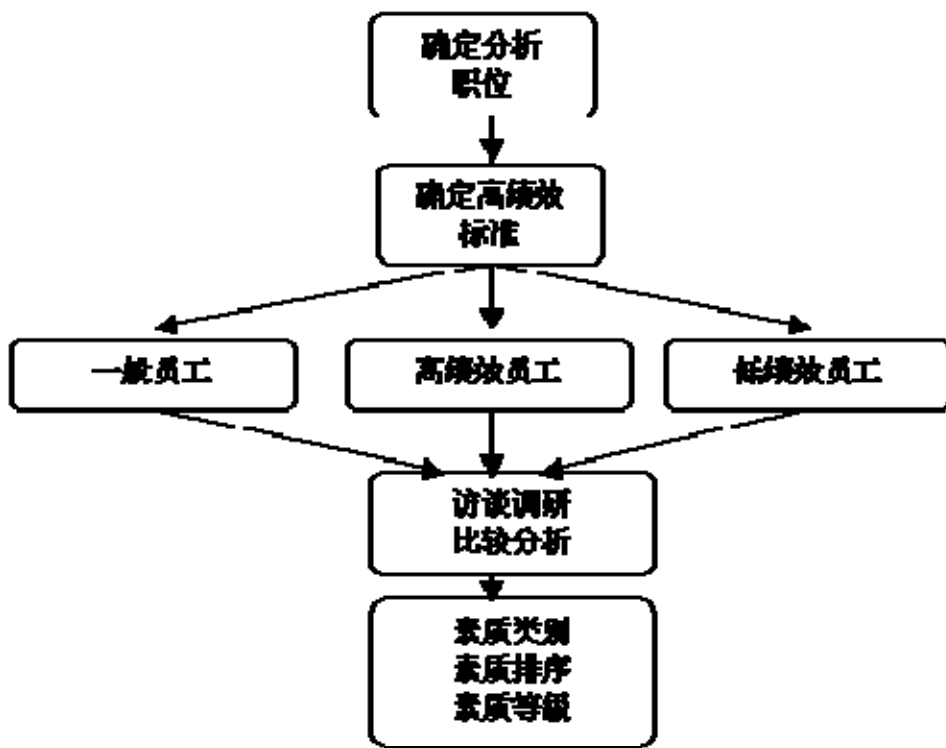 确定分析
职位
确定高绩效
标准
一般员工
高绩效员工
低绩效员工
访谈调研
比较分析
素质类别
素质排序
素质等级